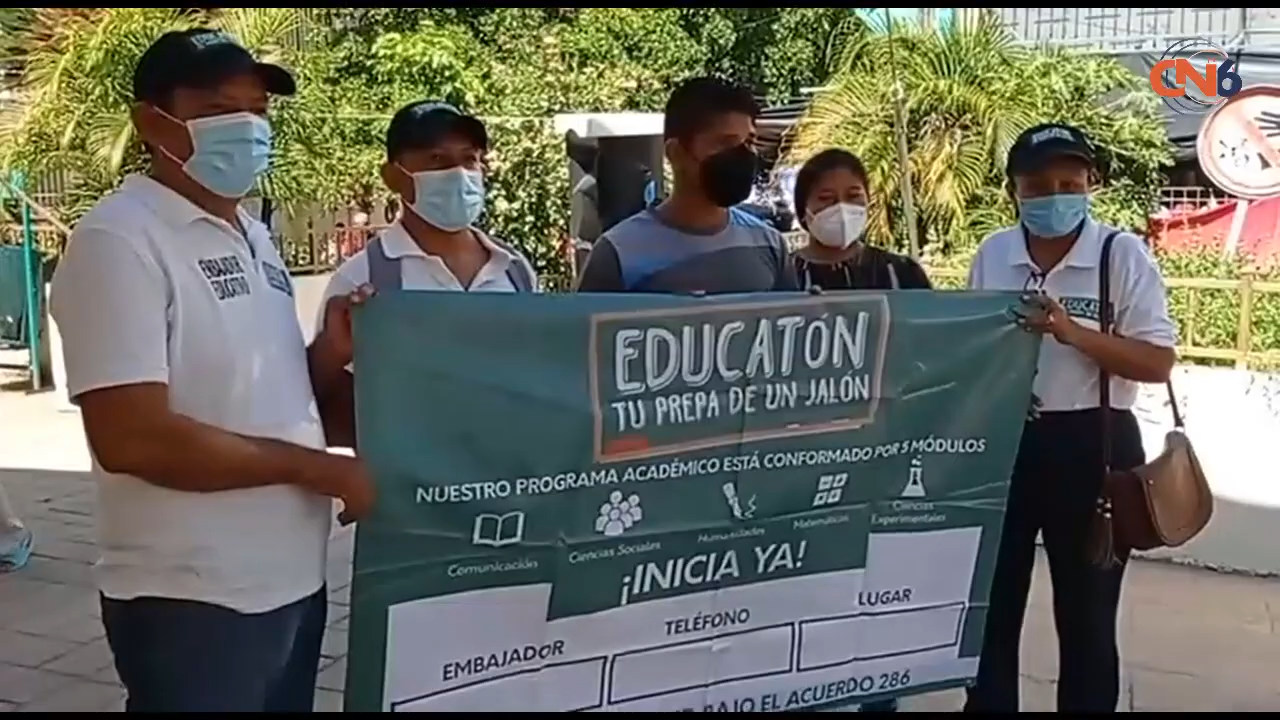 CN6
EMBAJADOR
EDUCATIVO
EDUCATÓN
TU PREPA DE UN JALÓN
NUESTRO PROGRAMA ACADÉMICO ESTÁ CONFORMADO POR 5 MÓDULOS
Comunicación
Ciencias Sociales
Humanidades
Matemáticas
Ciencias
Experimentales
¡INICIA YA!
EMBAJADOR
TELÉFONO
LUGAR
BAJO EL ACUERDO 286